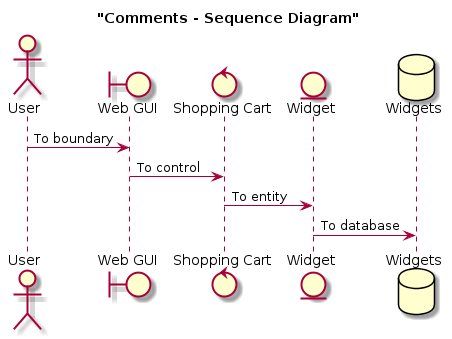 "Comments - Sequence Diagram"
User Web GUI Shopping Cart Widget Widgets
To boundary
To control
To entity
To database
User Web GUI Shopping Cart Widget Widgets